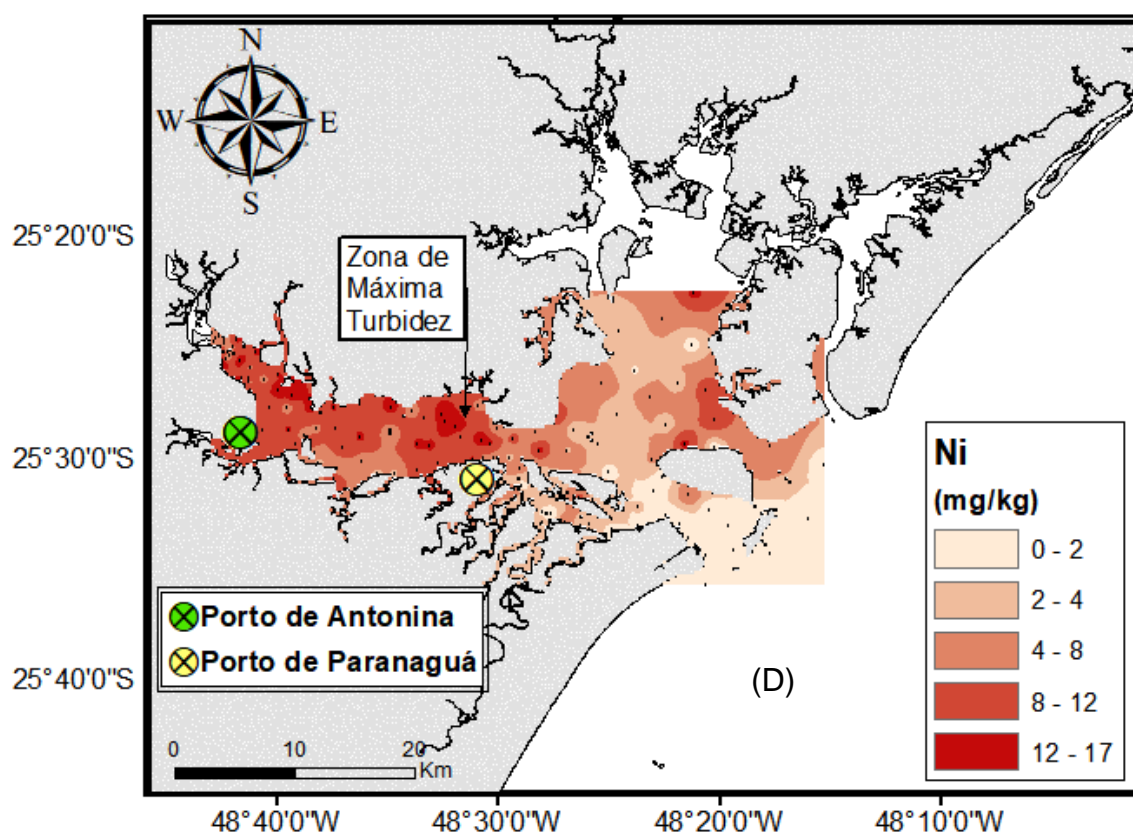 N
W
E
S
25°20'0"S
Zona de
Máxima
Turbidez
25°30'0"S
Ni
(mg/kg)
0 - 2
2 - 4
4 - 8
8 - 12
12 - 17
Porto de Antonina
Porto de Paranaguá
25°40'0"S
(D)
0 10 20
Km
48°40'0"W 48°30'0"W 48°20'0"W 48°10'0"W